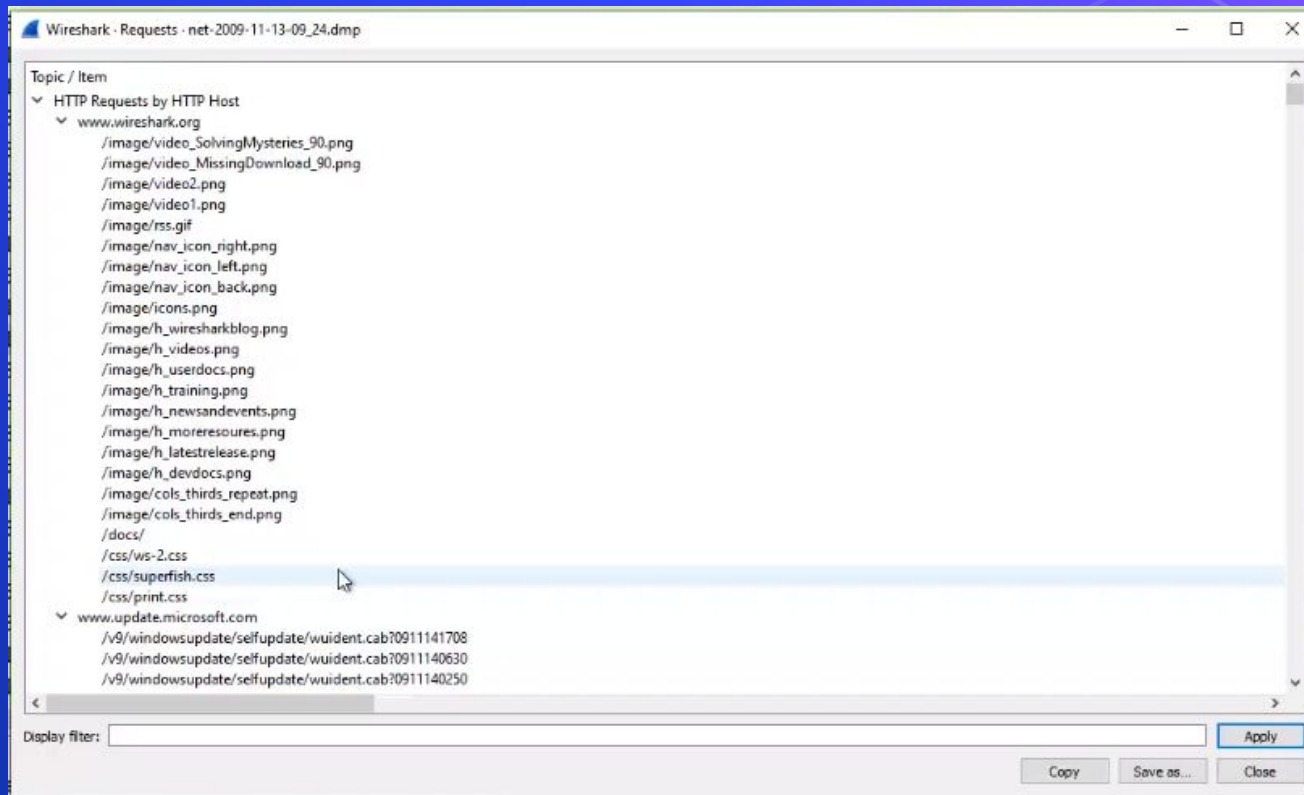 Wireshark · Requests · net-2009-11-13-09_24.dmp
Topic / Item
HTTP Requests by HTTP Host
www.wireshark.org
/image/video_SolvingMysteries_90.png
/image/video_MissingDownload_90.png
/image/video2.png
/image/video1.png
/image/rss.gif
/image/nav_icon_right.png
/image/nav_icon_left.png
/image/nav_icon_back.png
/image/icons.png
/image/h_wiresharkblog.png
/image/h_videos.png
/image/h_userdocs.png
/image/h_training.png
/image/h_newsandevents.png
/image/h_moreresoures.png
/image/h_latestrelease.png
/image/h_devdocs.png
/image/cols_thirds_repeat.png
/image/cols_thirds_end.png
/docs/
/css/ws-2.css
/css/superfish.css
/css/print.css
www.update.microsoft.com
/v9/windowsupdate/selfupdate/wuident.cab?0911141708
/v9/windowsupdate/selfupdate/wuident.cab?0911140630
/v9/windowsupdate/selfupdate/wuident.cab?0911140250
Display filter:
Apply
Copy
Save as...
Close